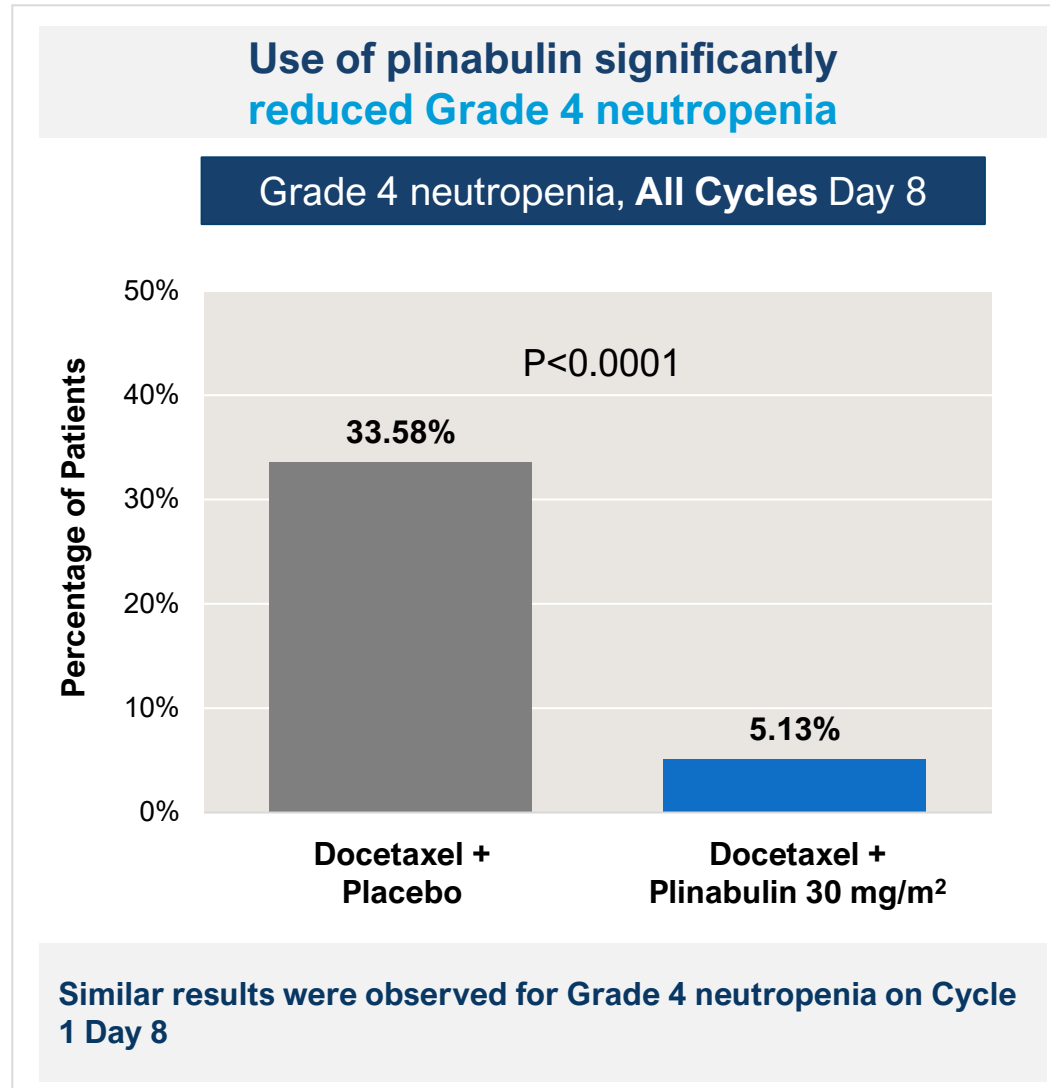 Use of plinabulin significantly
reduced Grade 4 neutropenia
Grade 4 neutropenia, All Cycles Day 8
50%
40%
30%
20%
10%
0%
Percentage of Patients
P<0.0001
33.58%
5.13%
Docetaxel +
Placebo
Docetaxel +
Plinabulin 30 mg/m²
Similar results were observed for Grade 4 neutropenia on Cycle
1 Day 8